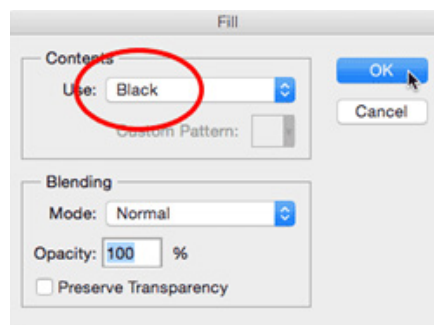 Fill
Contents
Use: Black
OK
Custom Pattern:
Cancel
Blending
Mode: Normal
Opacity: 100 %
Preserve Transparency